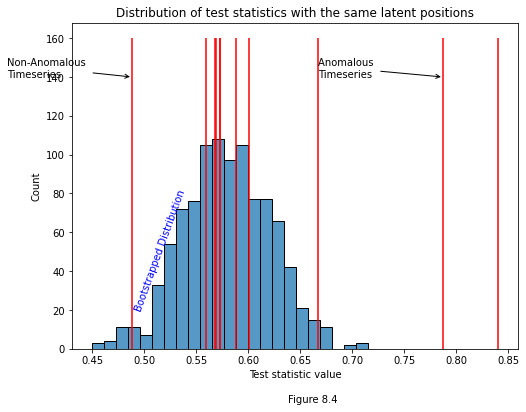 Distribution of test statistics with the same latent positions
160
140
120
100
80
60
40
20
0
Count
Non-Anomalous
Timeseries
Anomalous
Timeseries
Bootstrapped Distribution
0.45 0.50 0.55 0.60 0.65 0.70 0.75 0.80 0.85
Test statistic value
Figure 8.4